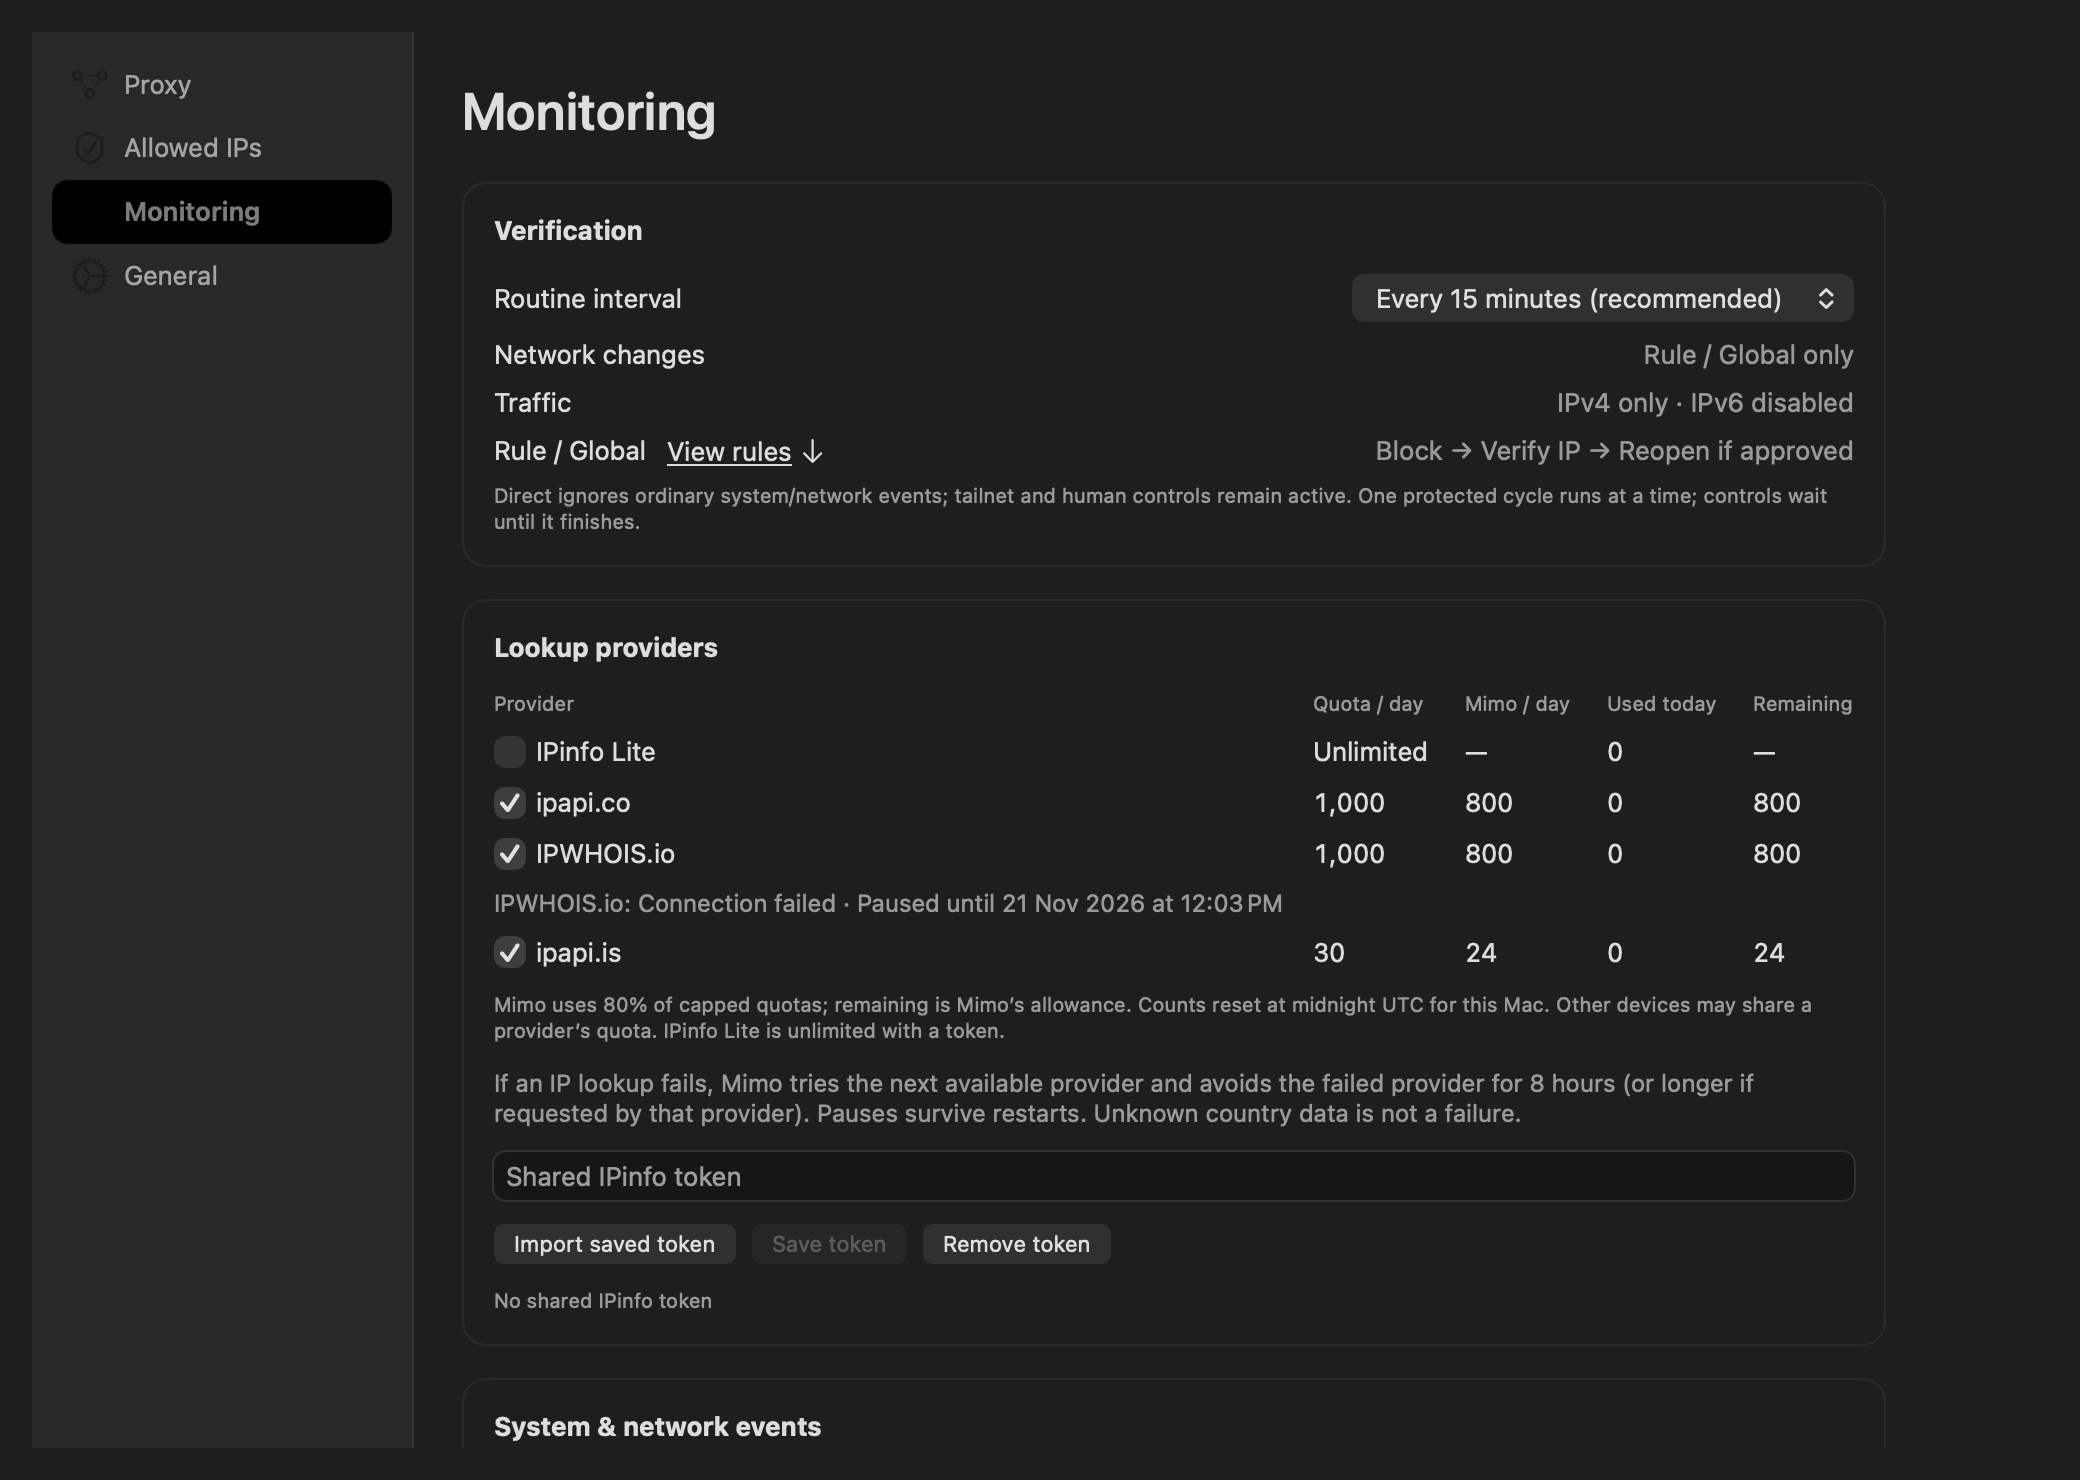 Proxy
Allowed IPs
Monitoring
General
Monitoring
Verification
Routine interval Every 15 minutes (recommended)
Network changes Rule / Global only
Traffic IPv4 only · IPv6 disabled
Rule / Global View rules ↓ Block → Verify IP → Reopen if approved
Direct ignores ordinary system/network events; tailnet and human controls remain active. One protected cycle runs at a time; controls wait
until it finishes.
Lookup providers
Provider Quota / day Mimo / day Used today Remaining
IPinfo Lite Unlimited — 0 —
ipapi.co 1,000 800 0 800
IPWHOIS.io 1,000 800 0 800
IPWHOIS.io: Connection failed · Paused until 21 Nov 2026 at 12:03 PM
ipapi.is 30 24 0 24
Mimo uses 80% of capped quotas; remaining is Mimo’s allowance. Counts reset at midnight UTC for this Mac. Other devices may share a
provider’s quota. IPinfo Lite is unlimited with a token.
If an IP lookup fails, Mimo tries the next available provider and avoids the failed provider for 8 hours (or longer if
requested by that provider). Pauses survive restarts. Unknown country data is not a failure.
Shared IPinfo token
Import saved token Save token Remove token
No shared IPinfo token
System & network events